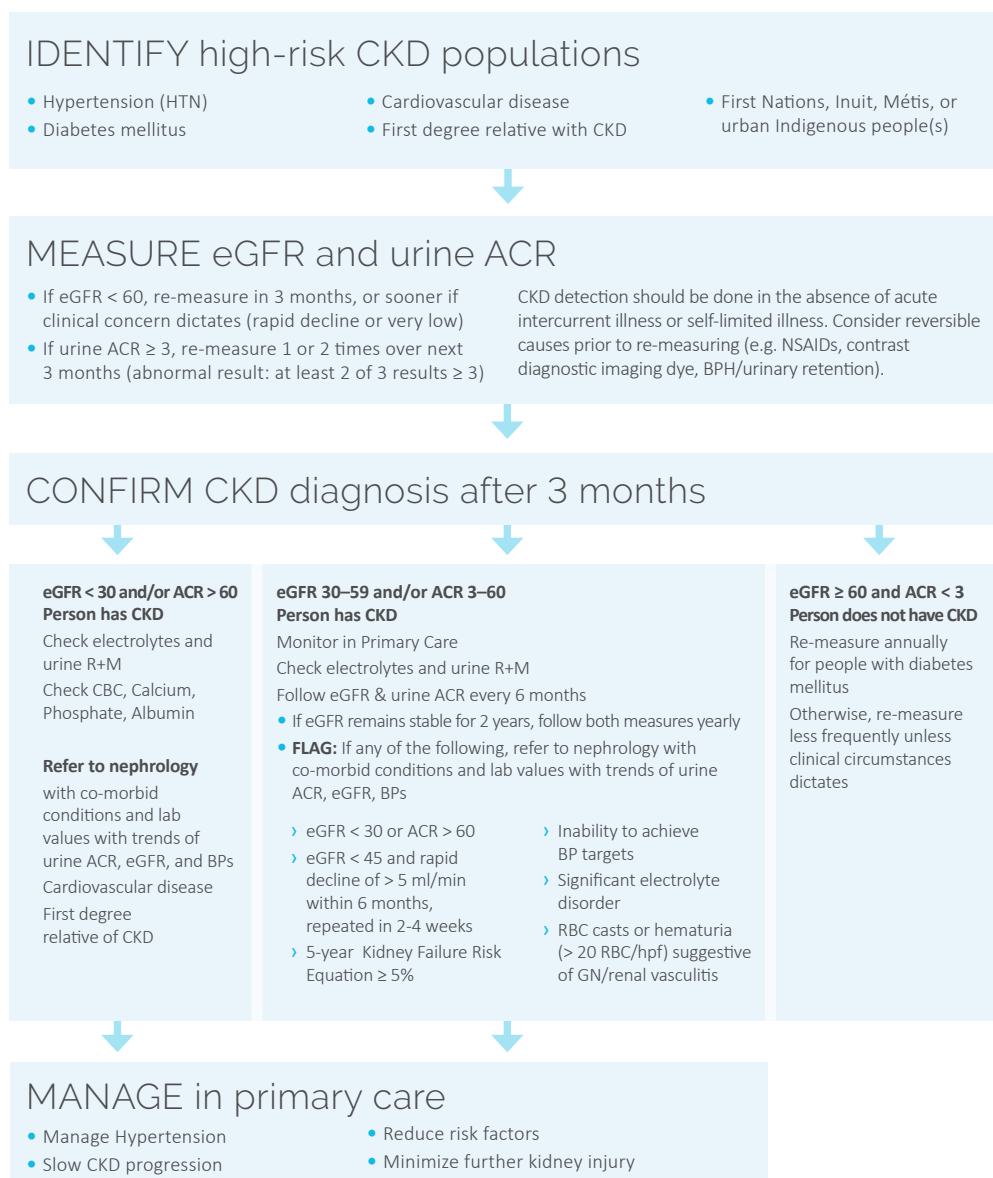 IDENTIFY high-risk CKD populations
• Hypertension (HTN)
• Diabetes mellitus
• Cardiovascular disease
• First degree relative with CKD
• First Nations, Inuit, Métis, or
urban Indigenous people(s)
MEASURE eGFR and urine ACR
• If eGFR < 60, re-measure in 3 months, or sooner if
clinical concern dictates (rapid decline or very low)
• If urine ACR ≥ 3, re-measure 1 or 2 times over next
3 months (abnormal result: at least 2 of 3 results ≥ 3)
CKD detection should be done in the absence of acute
intercurrent illness or self-limited illness. Consider reversible
causes prior to re-measuring (e.g. NSAIDs, contrast
diagnostic imaging dye, BPH/urinary retention).
CONFIRM CKD diagnosis after 3 months
eGFR < 30 and/or ACR > 60
Person has CKD
Check electrolytes and
urine R+M
Check CBC, Calcium,
Phosphate, Albumin
Refer to nephrology
with co-morbid
conditions and lab
values with trends of
urine ACR, eGFR, and BPs
Cardiovascular disease
First degree
relative of CKD
eGFR 30–59 and/or ACR 3–60
Person has CKD
Monitor in Primary Care
Check electrolytes and urine R+M
Follow eGFR & urine ACR every 6 months
• If eGFR remains stable for 2 years, follow both measures yearly
• FLAG: If any of the following, refer to nephrology with
co-morbid conditions and lab values with trends of urine
ACR, eGFR, BPs
› eGFR < 30 or ACR > 60
› eGFR < 45 and rapid
decline of > 5 ml/min
within 6 months,
repeated in 2-4 weeks
› 5-year Kidney Failure Risk
Equation ≥ 5%
› Inability to achieve
BP targets
› Significant electrolyte
disorder
› RBC casts or hematuria
(> 20 RBC/hpf) suggestive
of GN/renal vasculitis
eGFR ≥ 60 and ACR < 3
Person does not have CKD
Re-measure annually
for people with diabetes
mellitus
Otherwise, re-measure
less frequently unless
clinical circumstances
dictates
MANAGE in primary care
• Manage Hypertension
• Slow CKD progression
• Reduce risk factors
• Minimize further kidney injury